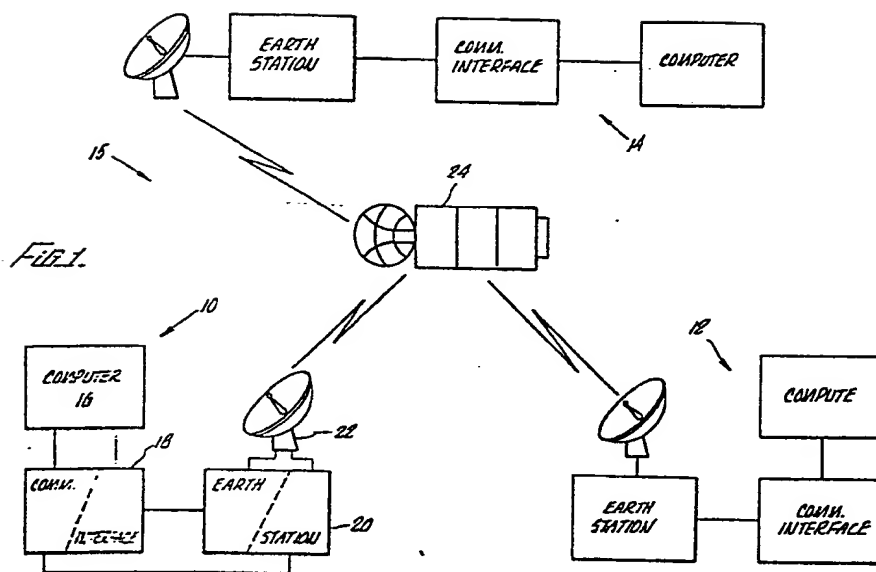 EARTH
STATION
COMM.
INTERFACE
COMPUTER
14
15
24
FIG.1.
10
12
COMPUTER
16
COMPUTE
18
22
COMM.
INTERFACE
EARTH
STATION
20
EARTH
STATION
COMM.
INTERFACE